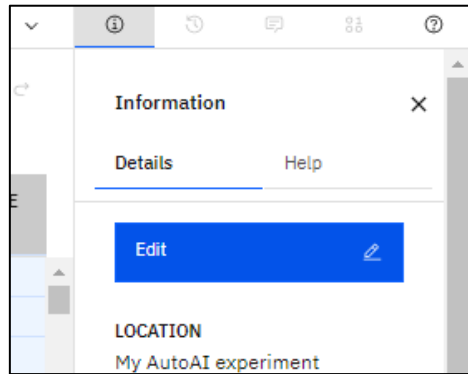 Information
Details Help
E
Edit
LOCATION
My AutoAI experiment